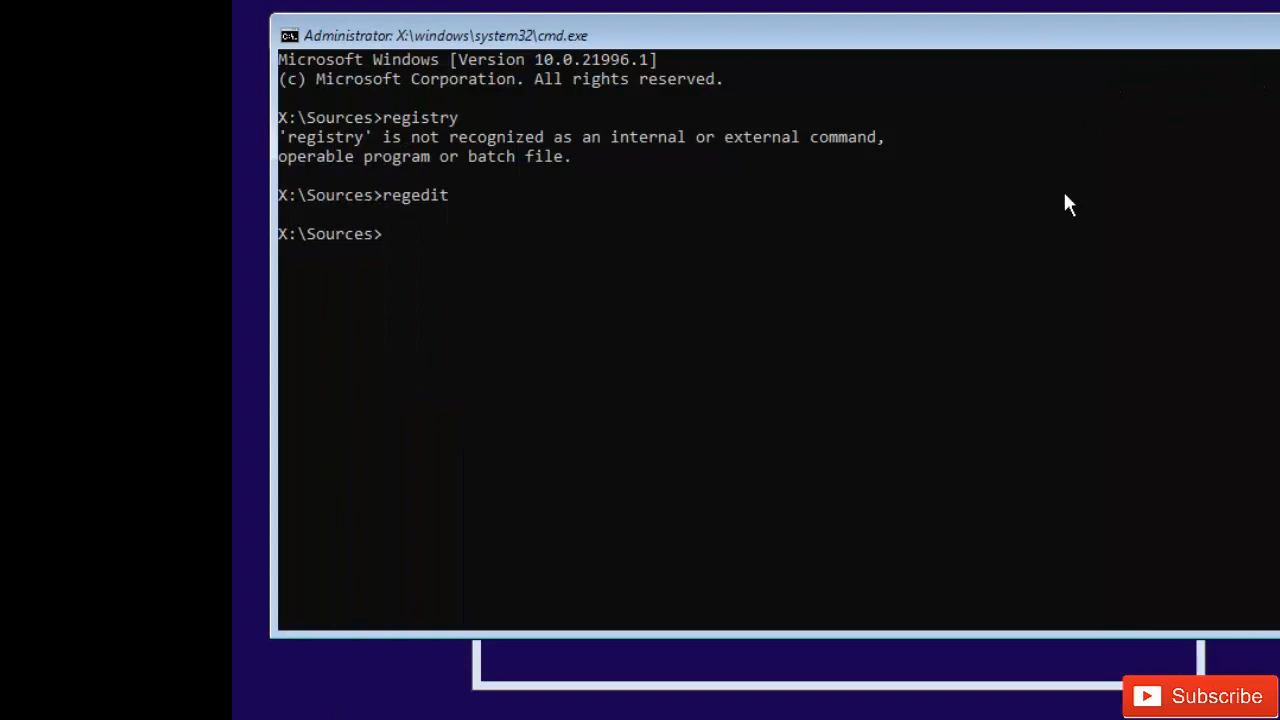 Administrator: X:\windows\system32\cmd.exe
Microsoft Windows [Version 10.0.21996.1]
(c) Microsoft Corporation. All rights reserved.
X:\Sources>registry
'registry' is not recognized as an internal or external command,
operable program or batch file.
X:\Sources>regedit
X:\Sources>
Subscribe